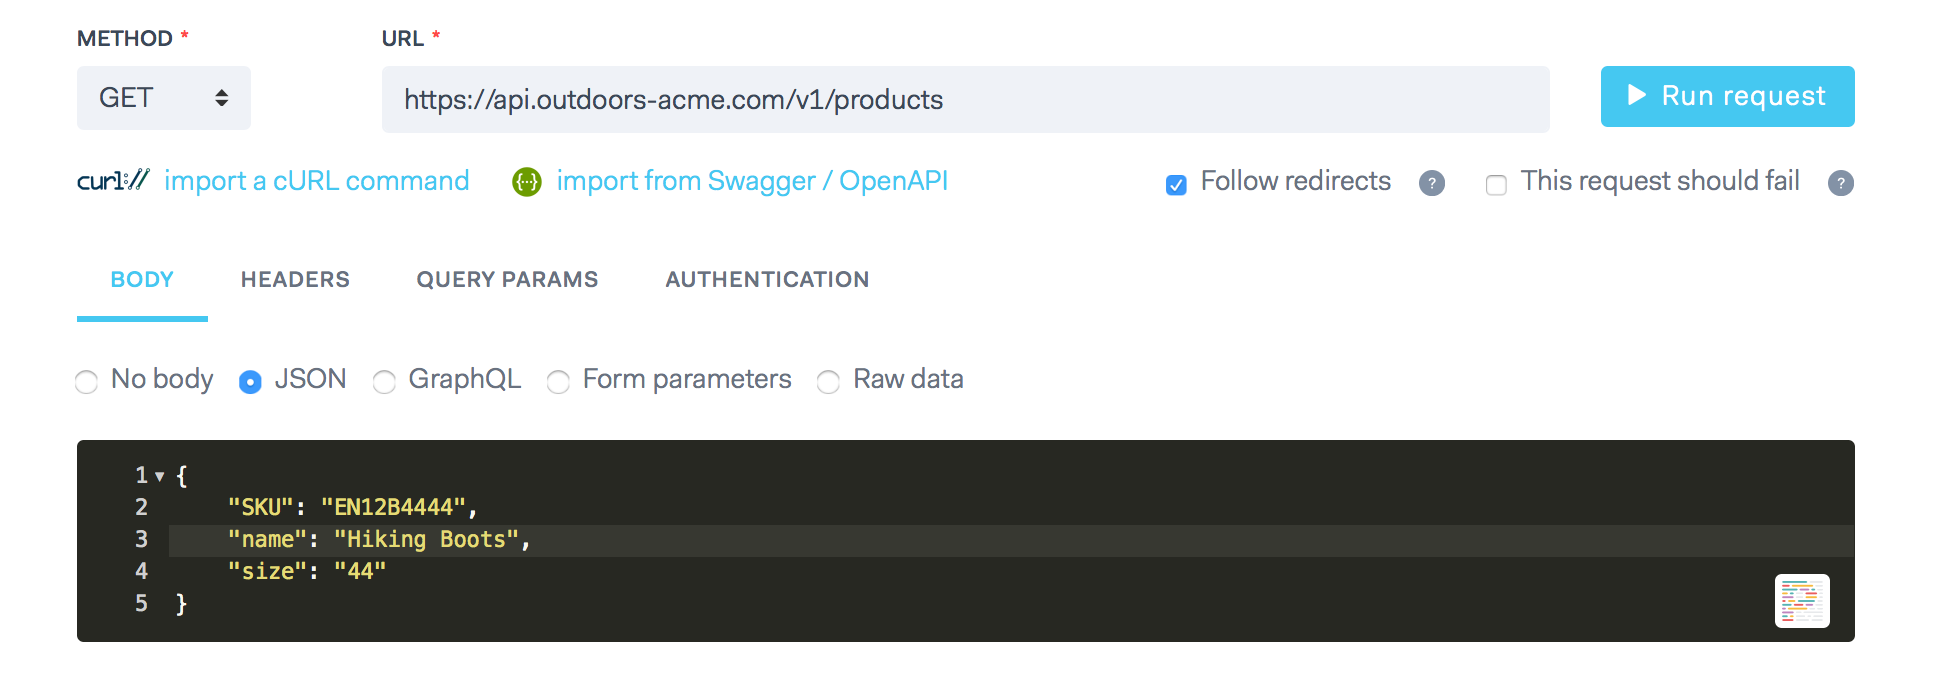 METHOD * URL *
GET https://api.outdoors-acme.com/v1/products Run request
curl:// import a cURL command {...} import from Swagger / OpenAPI Follow redirects ? This request should fail ?
BODY HEADERS QUERY PARAMS AUTHENTICATION
No body JSON GraphQL Form parameters Raw data
1 {
2 "SKU": "EN12B4444",
3 "name": "Hiking Boots",
4 "size": "44"
5 }